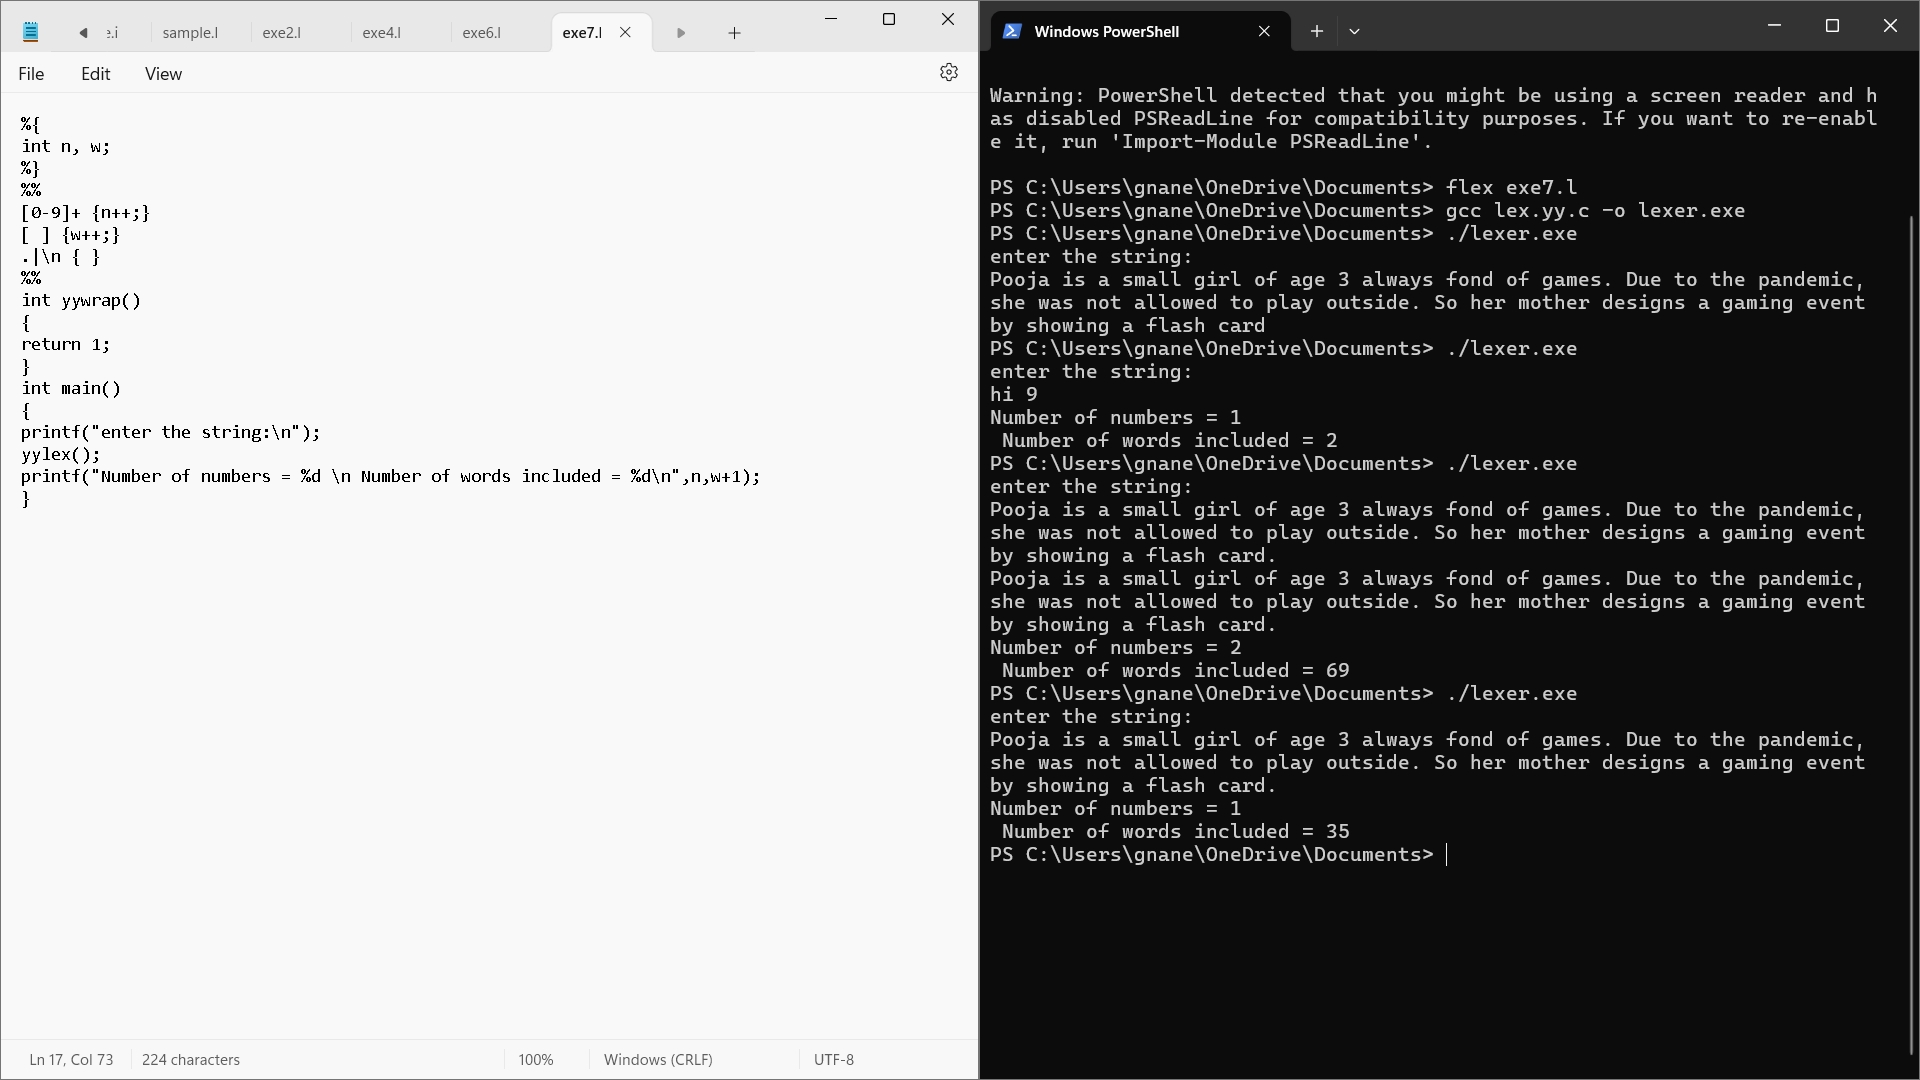 e.i
sample.l
exe2.l
exe4.l
exe6.l
exe7.l
File Edit View
%{
int n, w;
%}
%%
[0-9]+ {n++;}
[ ] {w++;}
.|\n { }
%%
int yywrap()
{
return 1;
}
int main()
{
printf("enter the string:\n");
yylex();
printf("Number of numbers = %d \n Number of words included = %d\n",n,w+1);
}
Ln 17, Col 73 224 characters 100% Windows (CRLF) UTF-8
Windows PowerShell
Warning: PowerShell detected that you might be using a screen reader and h
as disabled PSReadLine for compatibility purposes. If you want to re-enabl
e it, run 'Import-Module PSReadLine'.
PS C:\Users\gnane\OneDrive\Documents> flex exe7.l
PS C:\Users\gnane\OneDrive\Documents> gcc lex.yy.c -o lexer.exe
PS C:\Users\gnane\OneDrive\Documents> ./lexer.exe
enter the string:
Pooja is a small girl of age 3 always fond of games. Due to the pandemic,
she was not allowed to play outside. So her mother designs a gaming event
by showing a flash card
PS C:\Users\gnane\OneDrive\Documents> ./lexer.exe
enter the string:
hi 9
Number of numbers = 1
 Number of words included = 2
PS C:\Users\gnane\OneDrive\Documents> ./lexer.exe
enter the string:
Pooja is a small girl of age 3 always fond of games. Due to the pandemic,
she was not allowed to play outside. So her mother designs a gaming event
by showing a flash card.
Pooja is a small girl of age 3 always fond of games. Due to the pandemic,
she was not allowed to play outside. So her mother designs a gaming event
by showing a flash card.
Number of numbers = 2
 Number of words included = 69
PS C:\Users\gnane\OneDrive\Documents> ./lexer.exe
enter the string:
Pooja is a small girl of age 3 always fond of games. Due to the pandemic,
she was not allowed to play outside. So her mother designs a gaming event
by showing a flash card.
Number of numbers = 1
 Number of words included = 35
PS C:\Users\gnane\OneDrive\Documents>